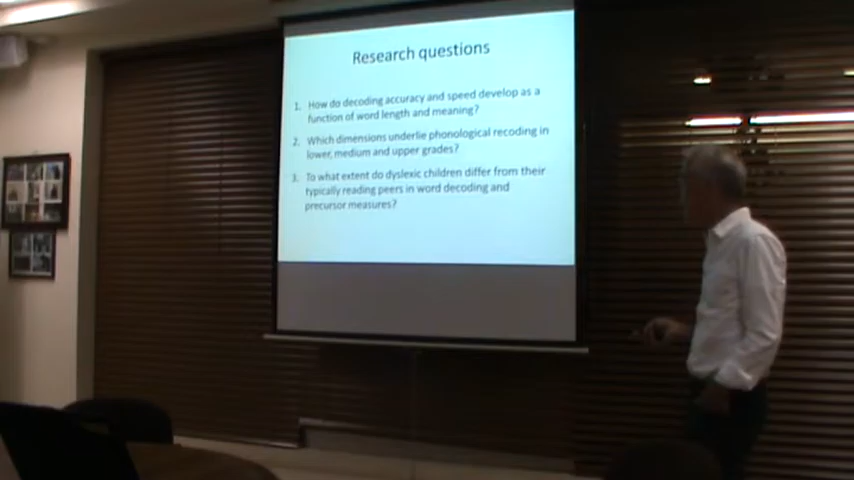 Research questions
1. How do decoding accuracy and speed develop as a
function of word length and meaning?
2. Which dimensions underlie phonological recoding in
lower, medium and upper grades?
3. To what extent do dyslexic children differ from their
typically reading peers in word decoding and
precursor measures?